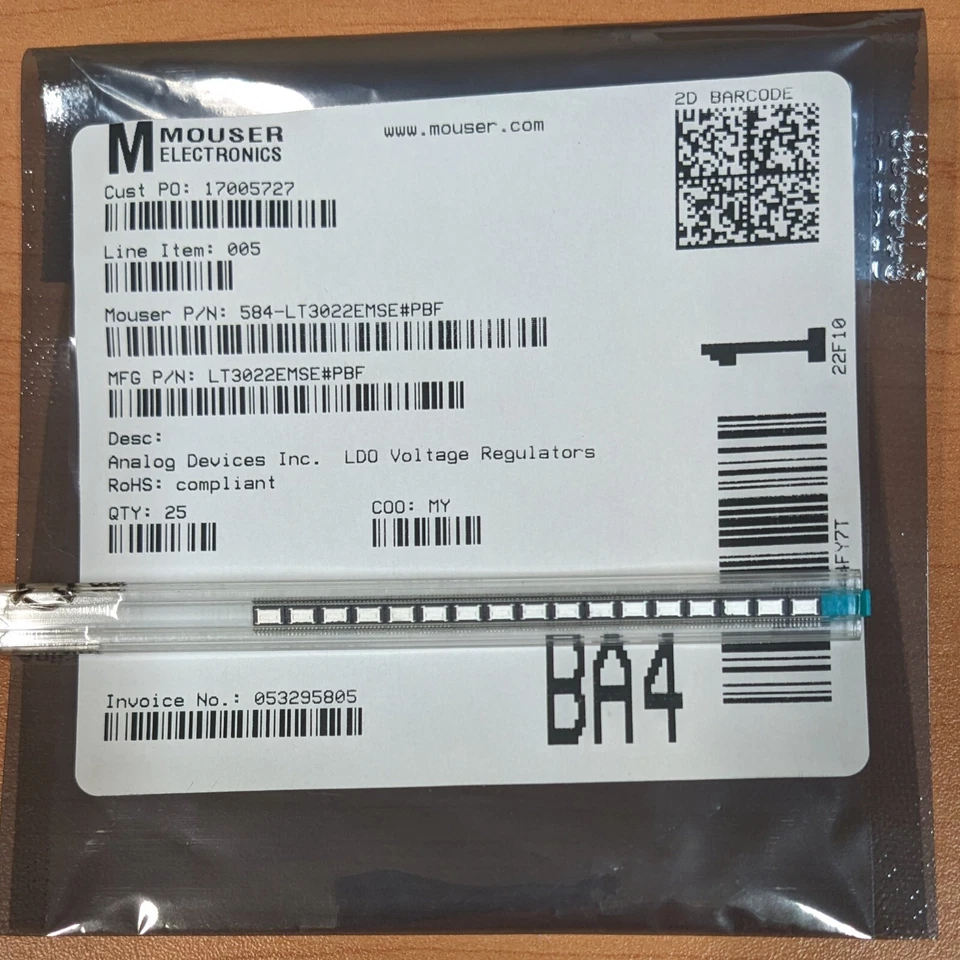 MOUSER
ELECTRONICS
www.mouser.com
2D BARCODE
Cust PO: 17005727
Line Item: 005
Mouser P/N: 584-LT3022EMSE#PBF
MFG P/N: LT3022EMSE#PBF
Desc:
Analog Devices Inc. LDO Voltage Regulators
RoHS: compliant
QTY: 25
COO: MY
1
22F10
FY7T
BA4
Invoice No.: 053295805